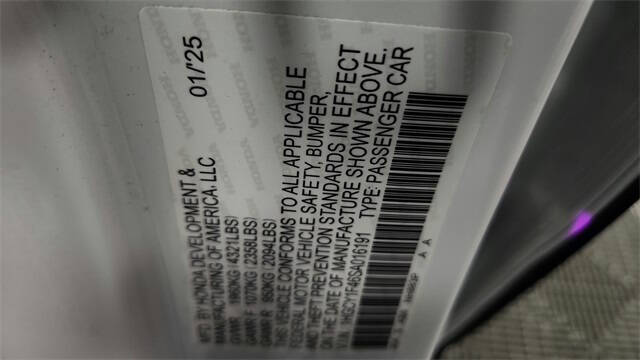 MFD BY HONDA DEVELOPMENT &
MANUFACTURING OF AMERICA, LLC
01/'25
GVWR 1960KG (4321LBS)
GAWR F 1070KG (2358LBS)
GAWR R 950KG (2094LBS)
THIS VEHICLE CONFORMS TO ALL APPLICABLE
FEDERAL MOTOR VEHICLE SAFETY, BUMPER,
AND THEFT PREVENTION STANDARDS IN EFFECT
ON THE DATE OF MANUFACTURE SHOWN ABOVE.
1HGCY1F46SA016191 TYPE: PASSENGER CAR
A A